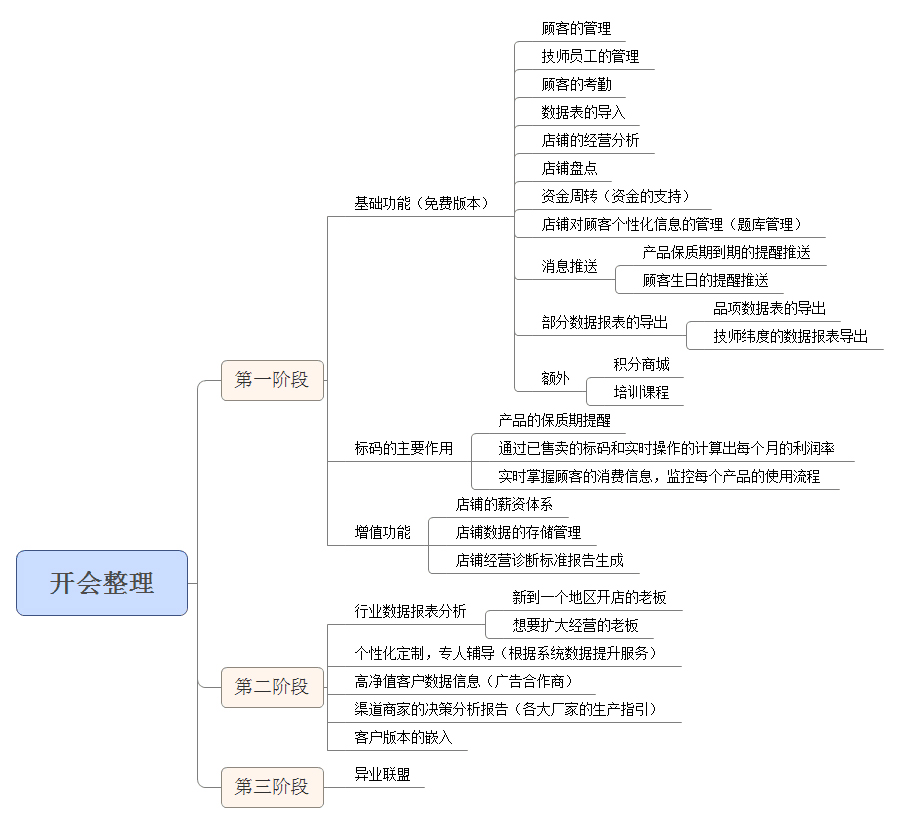 顾客的管理
技师员工的管理
顾客的考勤
数据表的导入
店铺的经营分析
店铺盘点
资金周转（资金的支持）
基础功能（免费版本）
店铺对顾客个性化信息的管理（题库管理）
产品保质期到期的提醒推送
消息推送
顾客生日的提醒推送
品项数据表的导出
部分数据报表的导出
技师纬度的数据报表导出
积分商城
额外
培训课程
第一阶段
产品的保质期提醒
标码的主要作用
通过已售卖的标码和实时操作的计算出每个月的利润率
实时掌握顾客的消费信息，监控每个产品的使用流程
店铺的薪资体系
增值功能
店铺数据的存储管理
店铺经营诊断标准报告生成
开会整理
新到一个地区开店的老板
行业数据报表分析
想要扩大经营的老板
个性化定制，专人辅导（根据系统数据提升服务）
第二阶段
高净值客户数据信息（广告合作商）
渠道商家的决策分析报告（各大厂家的生产指引）
客户版本的嵌入
第三阶段
异业联盟